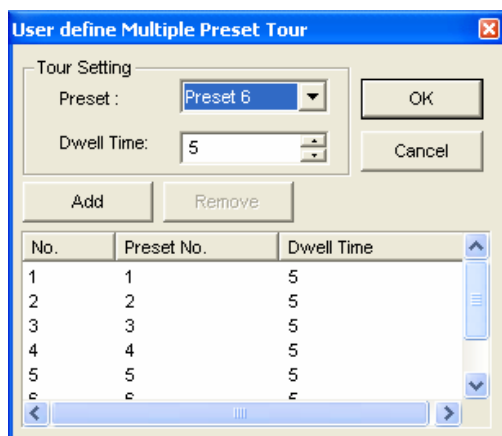 User define Multiple Preset Tour
Tour Setting
Preset :
Preset 6
OK
Dwell Time:
5
Cancel
Add
Remove
No. Preset No. Dwell Time
1 1 5
2 2 5
3 3 5
4 4 5
5 5 5